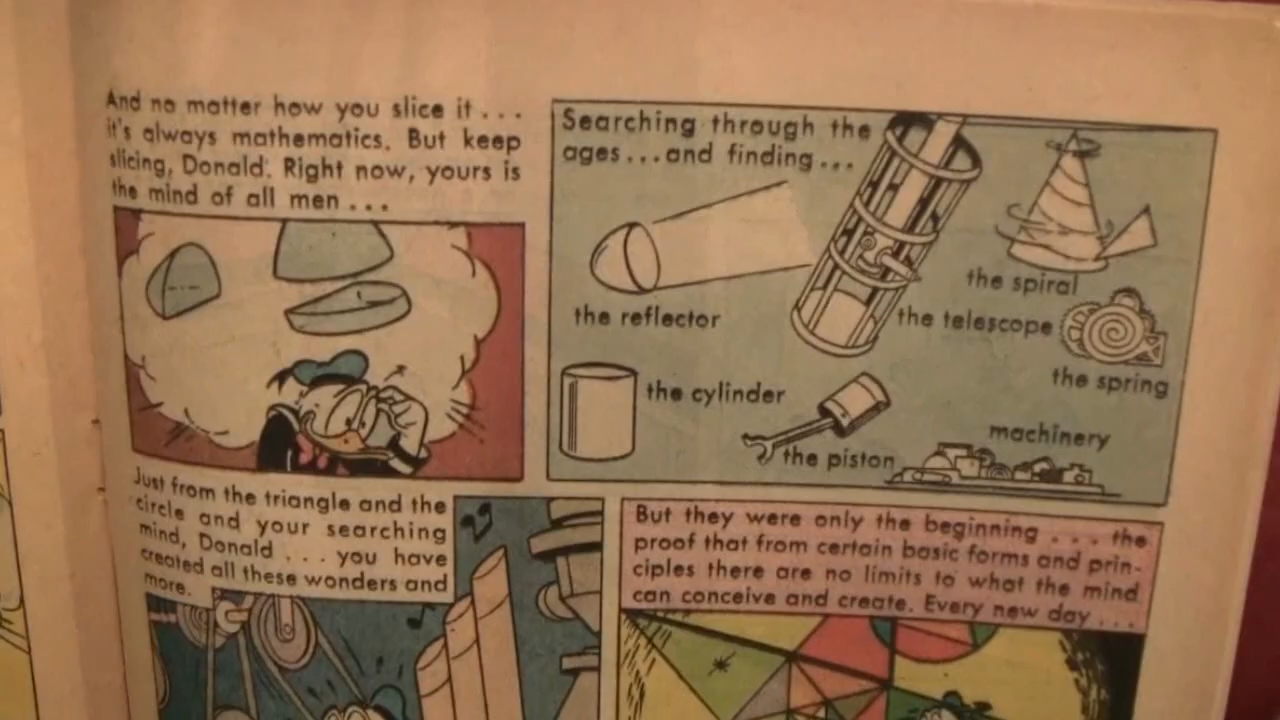 And no matter how you slice it...
it's always mathematics. But keep
slicing, Donald. Right now, yours is
the mind of all men...
Searching through the
ages...and finding...
the reflector
the spiral
the telescope
the spring
the cylinder
the piston
machinery
Just from the triangle and the
circle and your searching
mind, Donald ... you have
created all these wonders and
more.
But they were only the beginning ... the
proof that from certain basic forms and prin-
ciples there are no limits to what the mind
can conceive and create. Every new day...